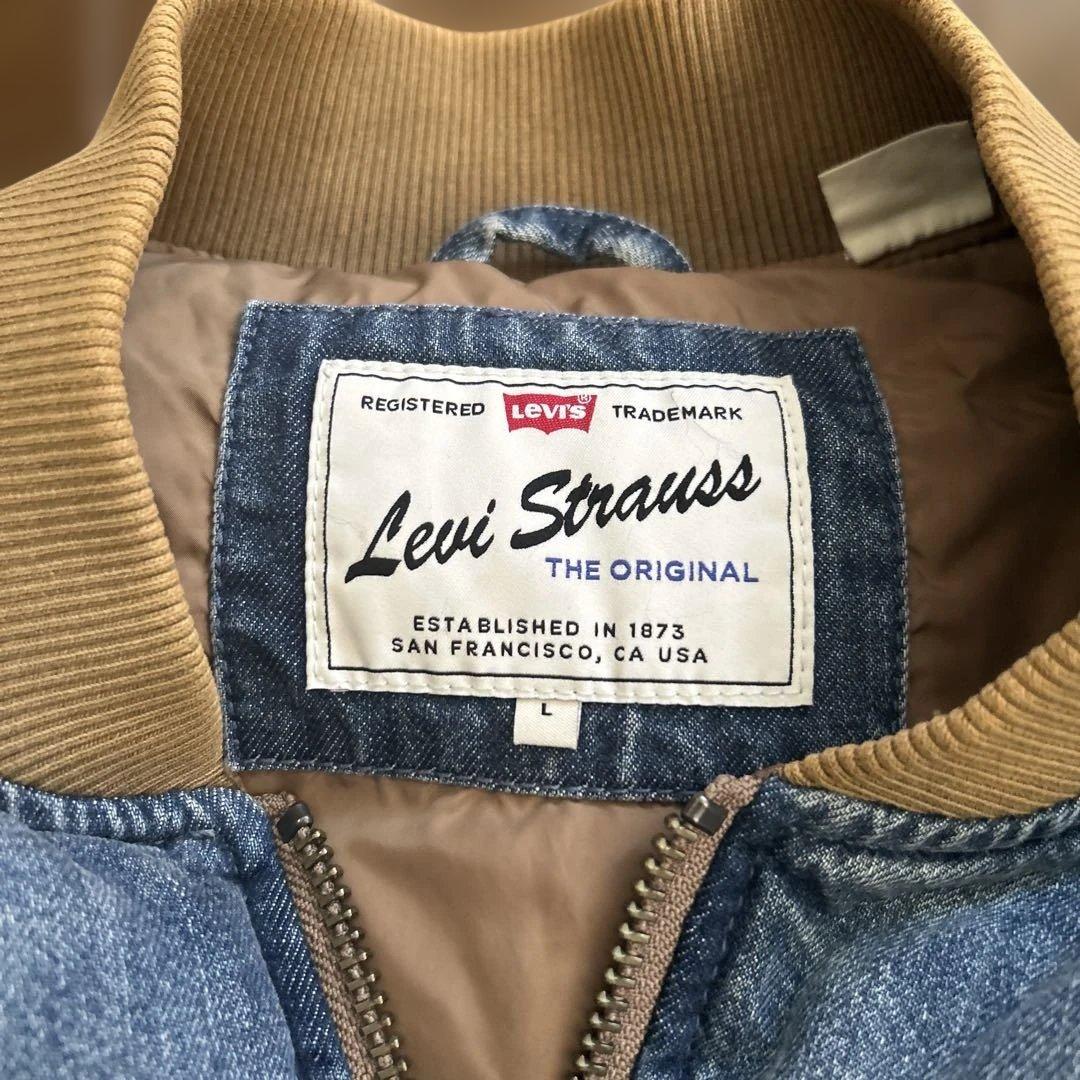 REGISTERED LEVI'S® TRADEMARK
Levi Strauss
THE ORIGINAL
ESTABLISHED IN 1873
SAN FRANCISCO, CA USA
L